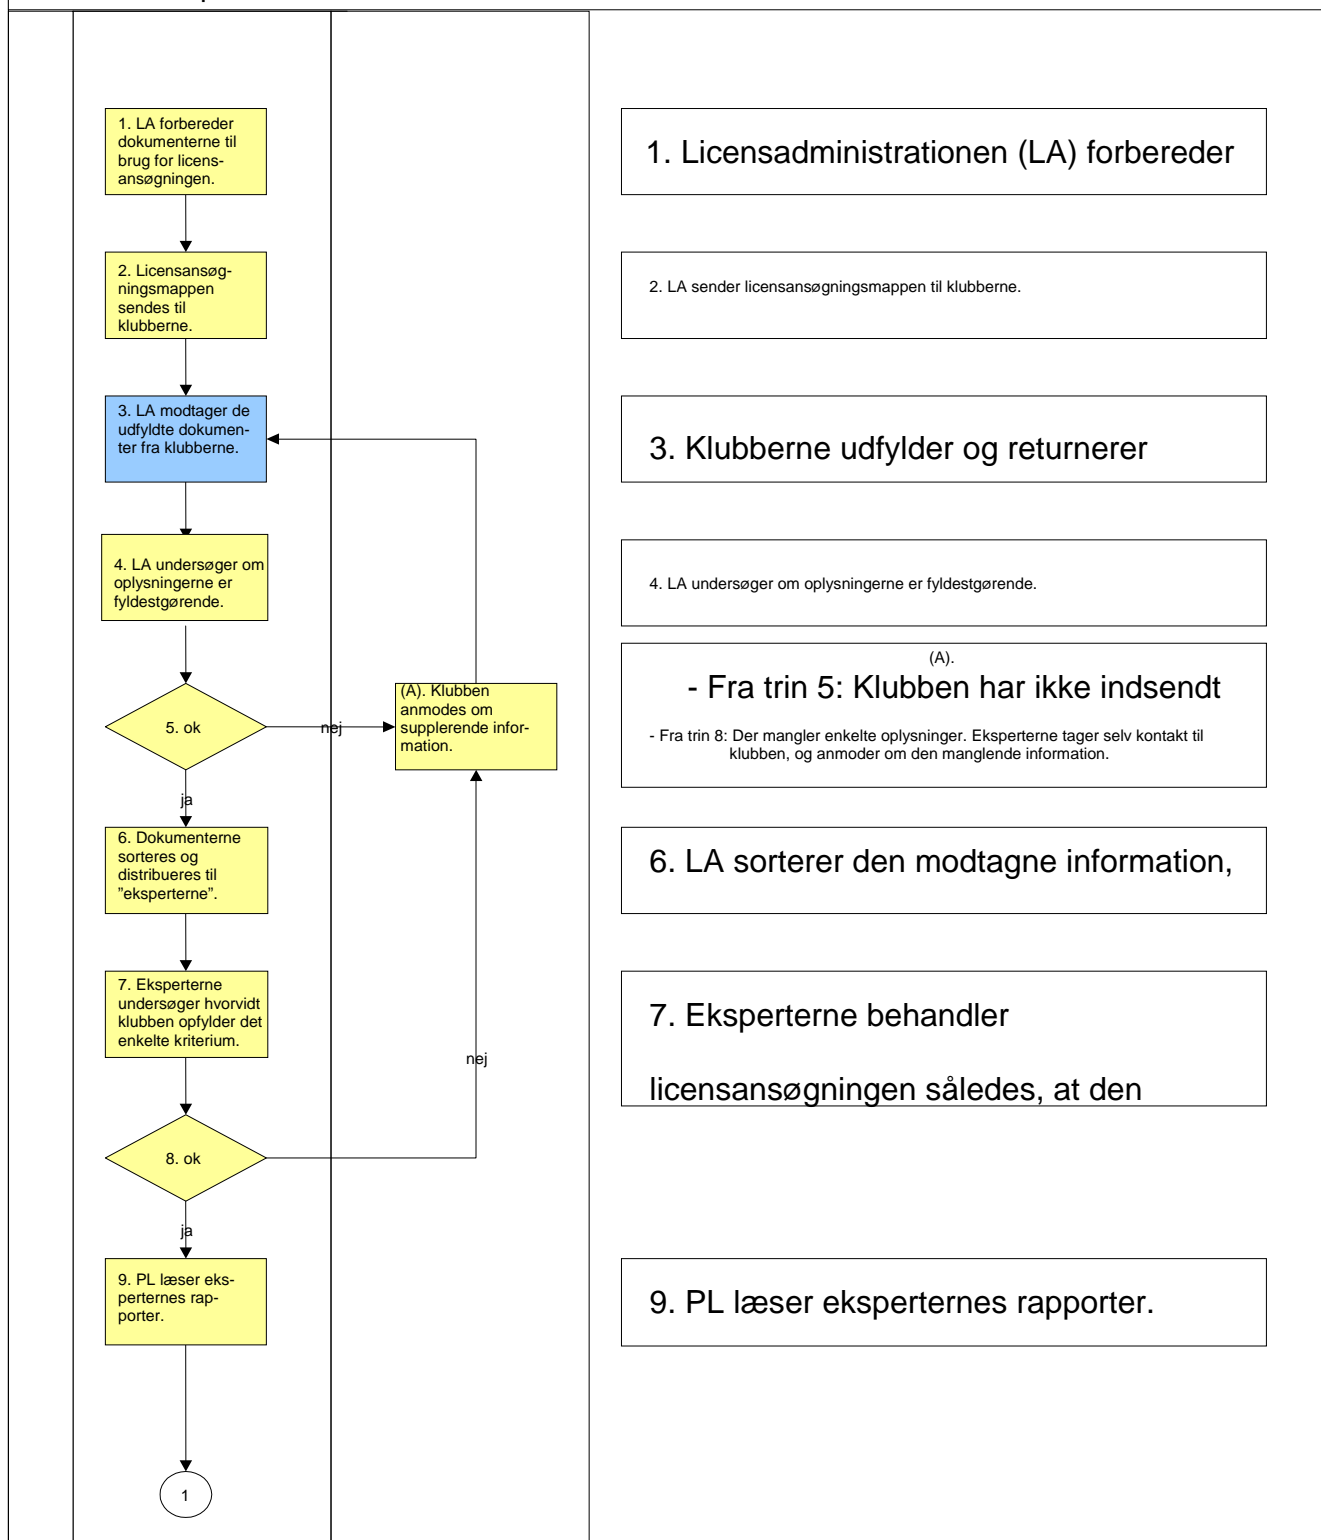 1. LA forbereder
dokumenterne til
brug for licens-
ansøgningen.
1. Licensadministrationen (LA) forbereder
2. Licensansøg-
ningsmappen
sendes til
klubberne.
2. LA sender licensansøgningsmappen til klubberne.
3. LA modtager de
udfyldte dokumen-
ter fra klubberne.
3. Klubberne udfylder og returnerer
4. LA undersøger om
oplysningerne er
fyldestgørende.
4. LA undersøger om oplysningerne er fyldestgørende.
5. ok
nej
(A). Klubben
anmodes om
supplerende infor-
mation.
(A).
- Fra trin 5: Klubben har ikke indsendt
- Fra trin 8: Der mangler enkelte oplysninger. Eksperterne tager selv kontakt til
klubben, og anmoder om den manglende information.
ja
6. Dokumenterne
sorteres og
distribueres til
”eksperterne”.
6. LA sorterer den modtagne information,
7. Eksperterne
undersøger hvorvidt
klubben opfylder det
enkelte kriterium.
7. Eksperterne behandler
licensansøgningen således, at den
nej
8. ok
ja
9. PL læser eks-
perternes rap-
porter.
9. PL læser eksperternes rapporter.
1